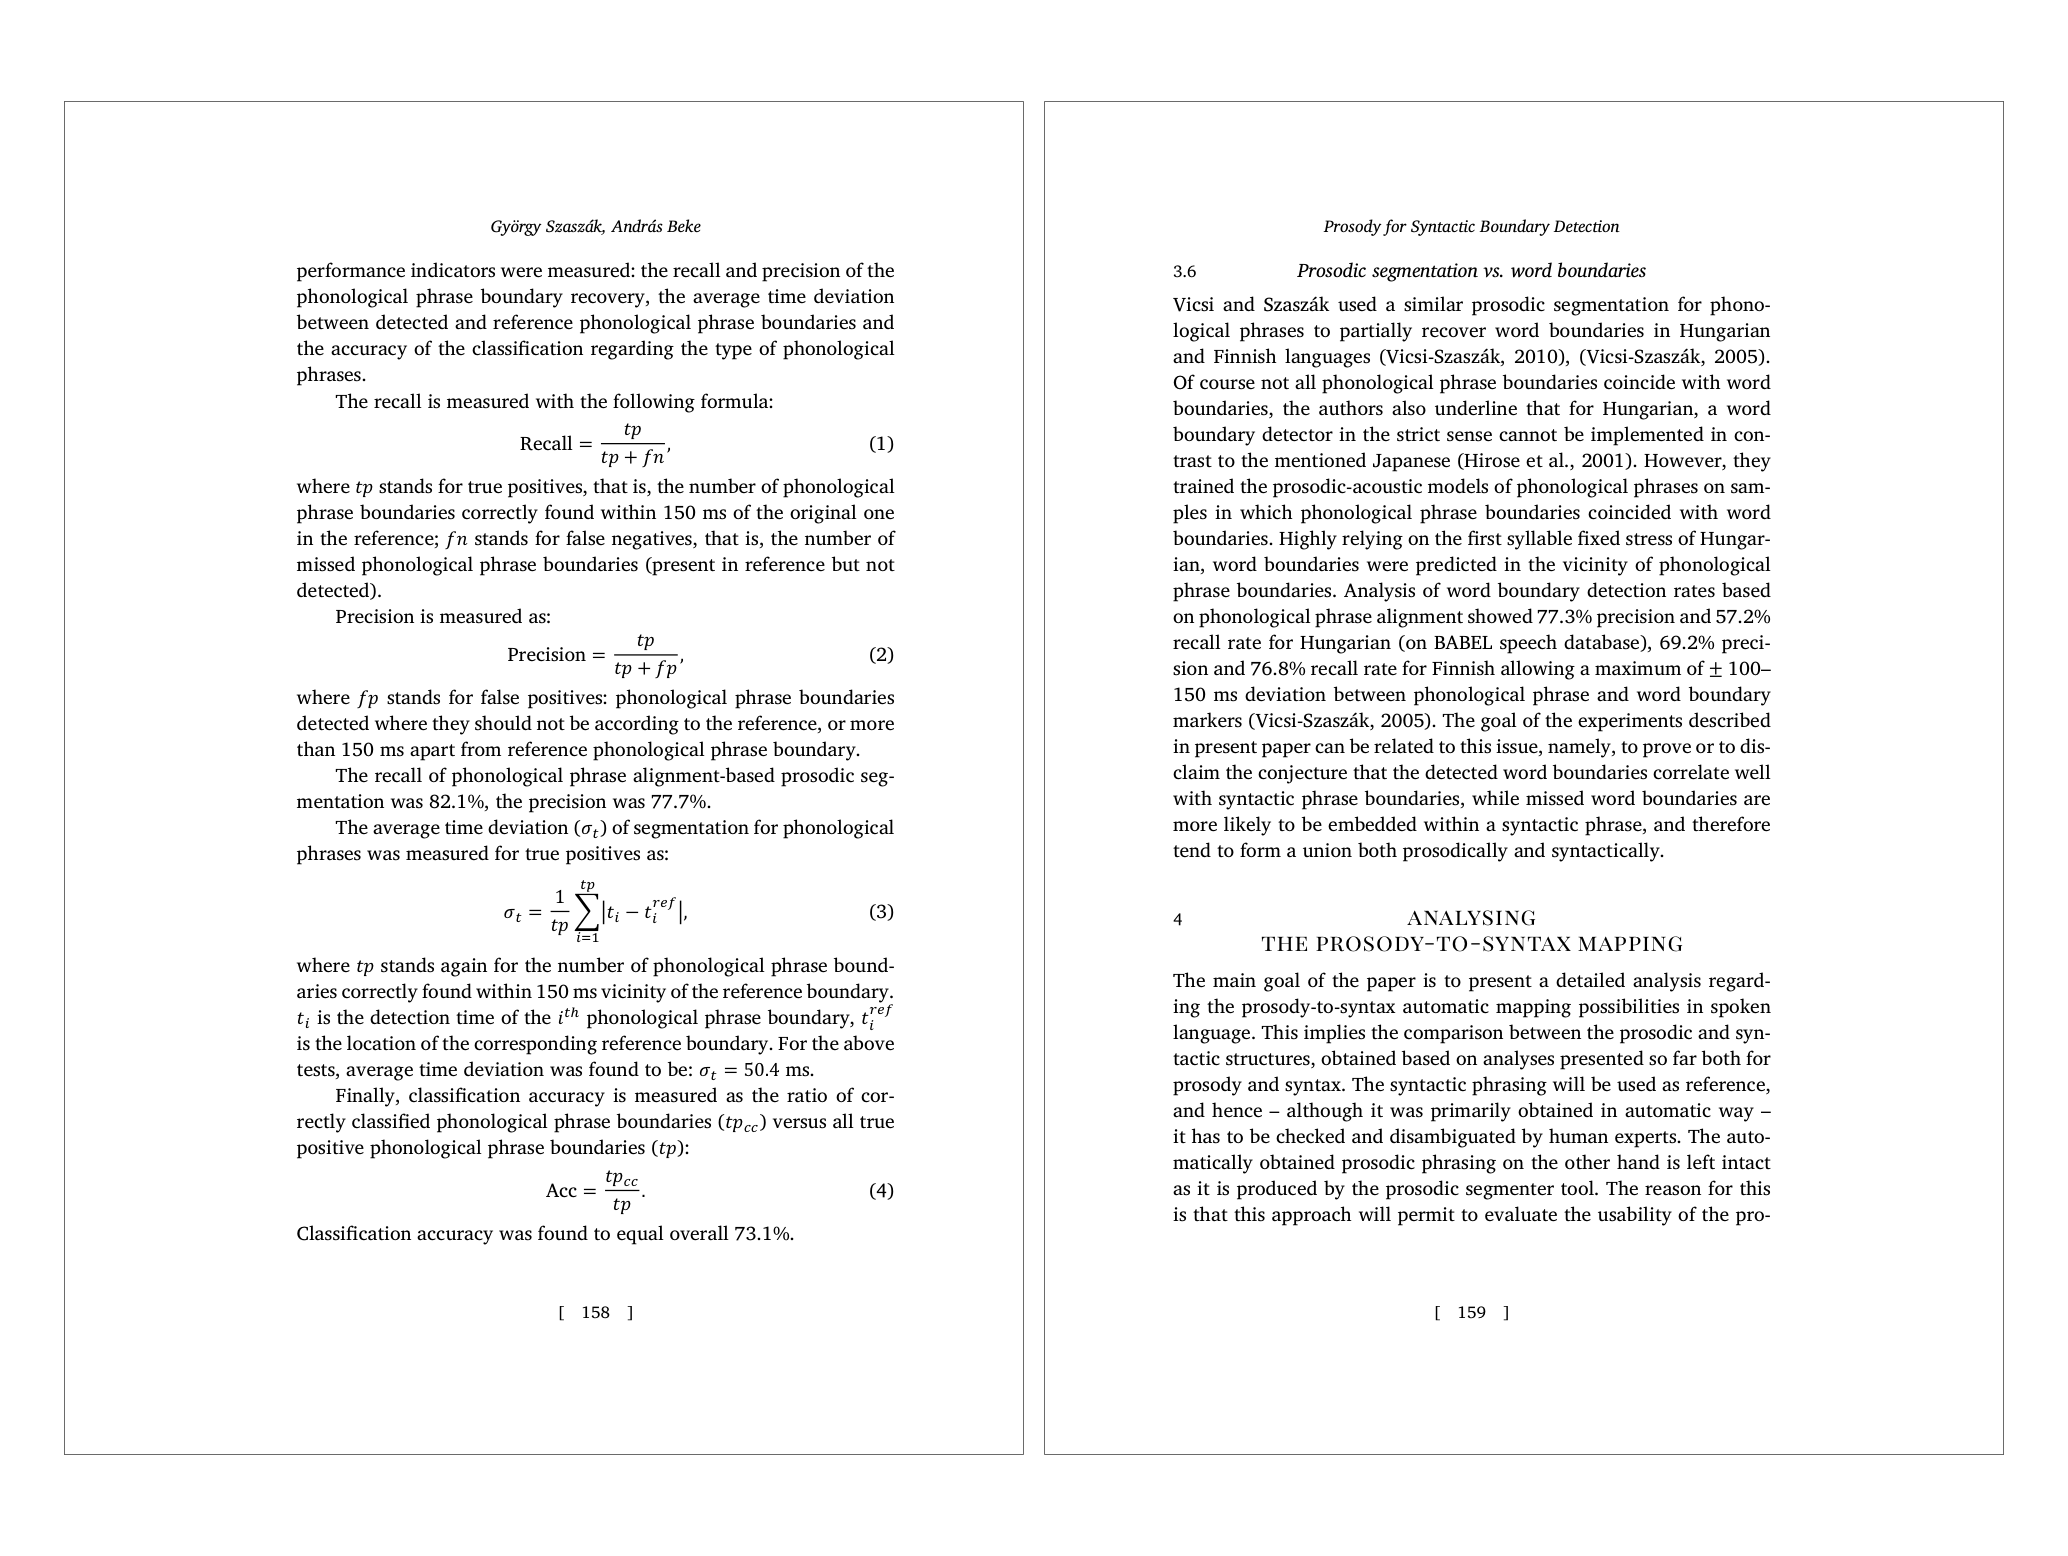 György Szaszák, András Beke
performance indicators were measured: the recall and precision of the
phonological phrase boundary recovery, the average time deviation
between detected and reference phonological phrase boundaries and
the accuracy of the classification regarding the type of phonological
phrases.
The recall is measured with the following formula:
Recall = tp / (tp + fn), (1)
where tp stands for true positives, that is, the number of phonological
phrase boundaries correctly found within 150 ms of the original one
in the reference; fn stands for false negatives, that is, the number of
missed phonological phrase boundaries (present in reference but not
detected).
Precision is measured as:
Precision = tp / (tp + fp), (2)
where fp stands for false positives: phonological phrase boundaries
detected where they should not be according to the reference, or more
than 150 ms apart from reference phonological phrase boundary.
The recall of phonological phrase alignment-based prosodic seg-
mentation was 82.1%, the precision was 77.7%.
The average time deviation (σ_t) of segmentation for phonological
phrases was measured for true positives as:
σ_t = 1/tp ∑_{i=1}^{tp} |t_i − t_i^{ref}|, (3)
where tp stands again for the number of phonological phrase bound-
aries correctly found within 150 ms vicinity of the reference boundary.
t_i is the detection time of the i^{th} phonological phrase boundary, t_i^{ref}
is the location of the corresponding reference boundary. For the above
tests, average time deviation was found to be: σ_t = 50.4 ms.
Finally, classification accuracy is measured as the ratio of cor-
rectly classified phonological phrase boundaries (tp_{cc}) versus all true
positive phonological phrase boundaries (tp):
Acc = tp_{cc} / tp. (4)
Classification accuracy was found to equal overall 73.1%.
[ 158 ]
Prosody for Syntactic Boundary Detection
3.6 Prosodic segmentation vs. word boundaries
Vicsi and Szaszák used a similar prosodic segmentation for phono-
logical phrases to partially recover word boundaries in Hungarian
and Finnish languages (Vicsi-Szaszák, 2010), (Vicsi-Szaszák, 2005).
Of course not all phonological phrase boundaries coincide with word
boundaries, the authors also underline that for Hungarian, a word
boundary detector in the strict sense cannot be implemented in con-
trast to the mentioned Japanese (Hirose et al., 2001). However, they
trained the prosodic-acoustic models of phonological phrases on sam-
ples in which phonological phrase boundaries coincided with word
boundaries. Highly relying on the first syllable fixed stress of Hungar-
ian, word boundaries were predicted in the vicinity of phonological
phrase boundaries. Analysis of word boundary detection rates based
on phonological phrase alignment showed 77.3% precision and 57.2%
recall rate for Hungarian (on BABEL speech database), 69.2% preci-
sion and 76.8% recall rate for Finnish allowing a maximum of ± 100–
150 ms deviation between phonological phrase and word boundary
markers (Vicsi-Szaszák, 2005). The goal of the experiments described
in present paper can be related to this issue, namely, to prove or to dis-
claim the conjecture that the detected word boundaries correlate well
with syntactic phrase boundaries, while missed word boundaries are
more likely to be embedded within a syntactic phrase, and therefore
tend to form a union both prosodically and syntactically.
4 ANALYSING
THE PROSODY-TO-SYNTAX MAPPING
The main goal of the paper is to present a detailed analysis regard-
ing the prosody-to-syntax automatic mapping possibilities in spoken
language. This implies the comparison between the prosodic and syn-
tactic structures, obtained based on analyses presented so far both for
prosody and syntax. The syntactic phrasing will be used as reference,
and hence – although it was primarily obtained in automatic way –
it has to be checked and disambiguated by human experts. The auto-
matically obtained prosodic phrasing on the other hand is left intact
as it is produced by the prosodic segmenter tool. The reason for this
is that this approach will permit to evaluate the usability of the pro-
[ 159 ]